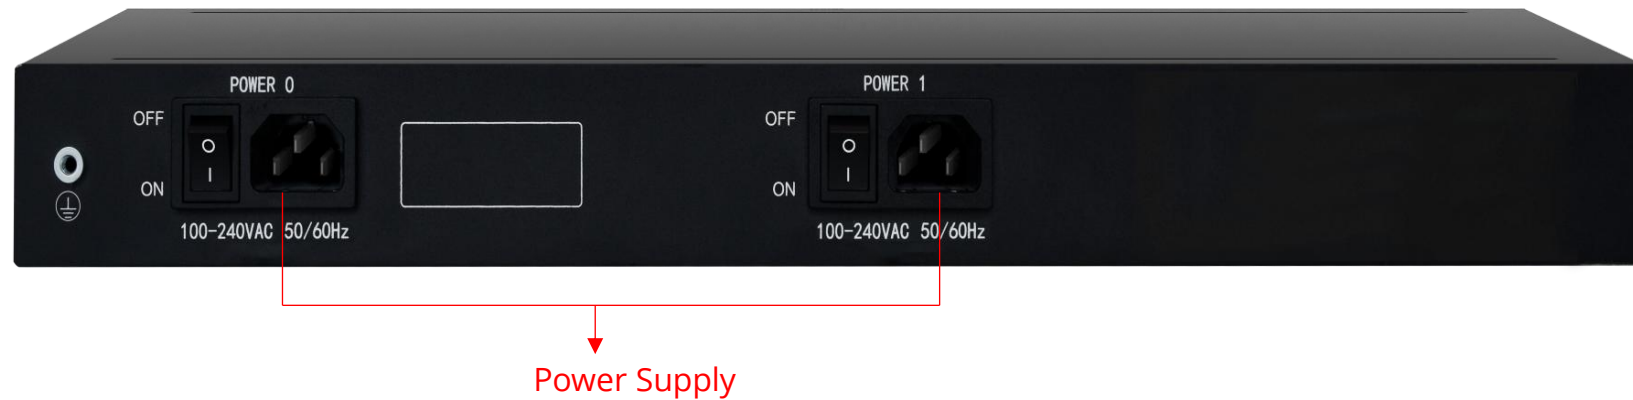 POWER 0
POWER 1
OFF
OFF
O
I
O
I
ON
ON
100-240VAC 50/60Hz
100-240VAC 50/60Hz
Power Supply